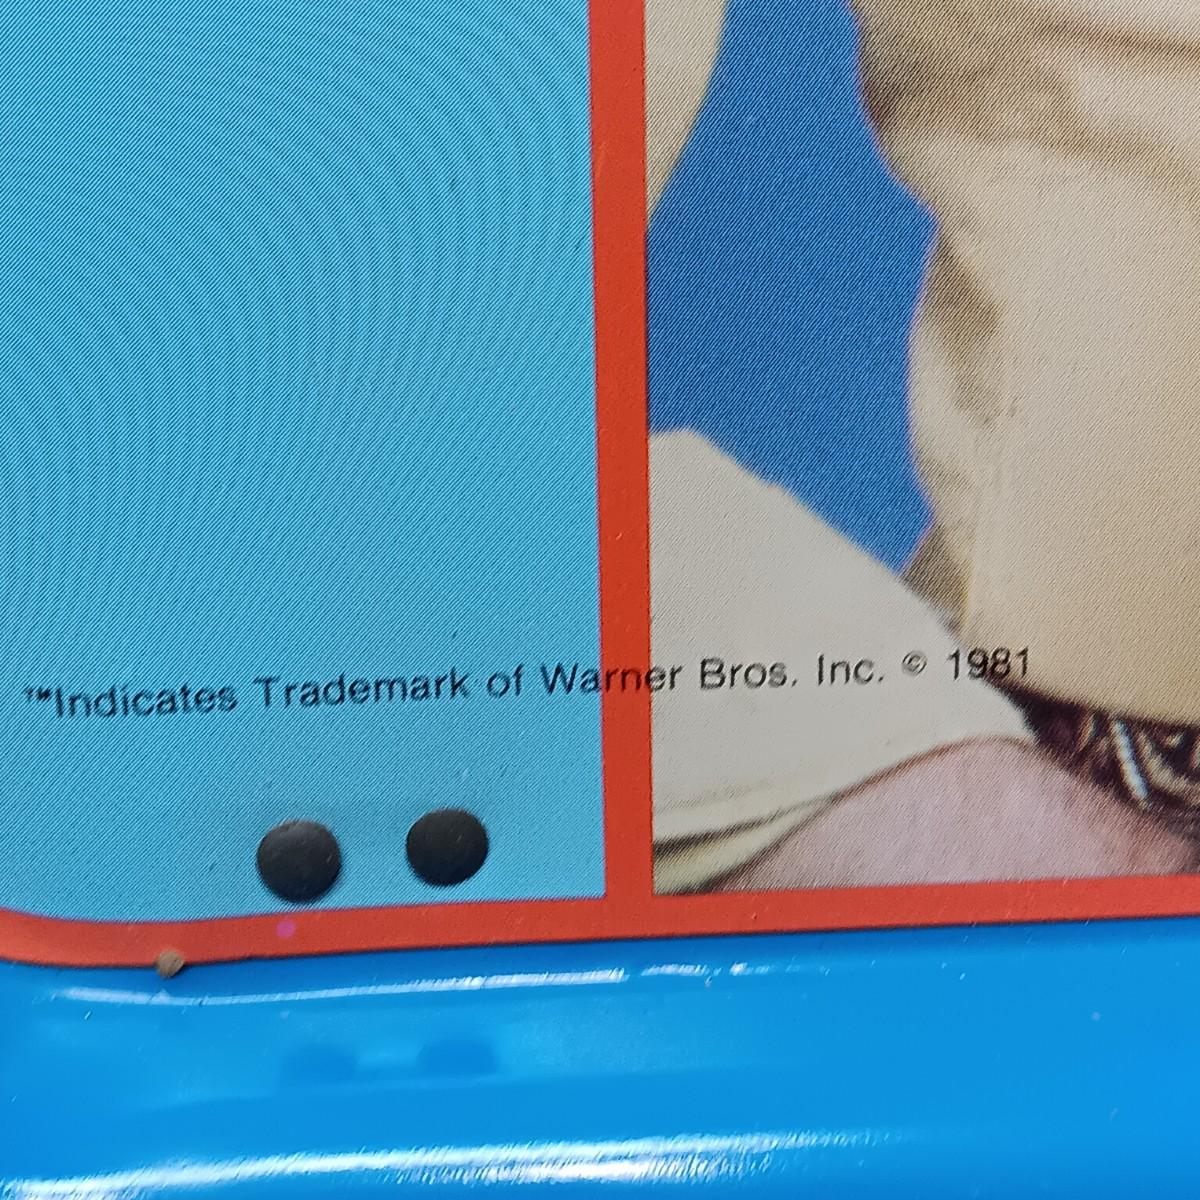 ™Indicates Trademark of Warner Bros. Inc. © 1981